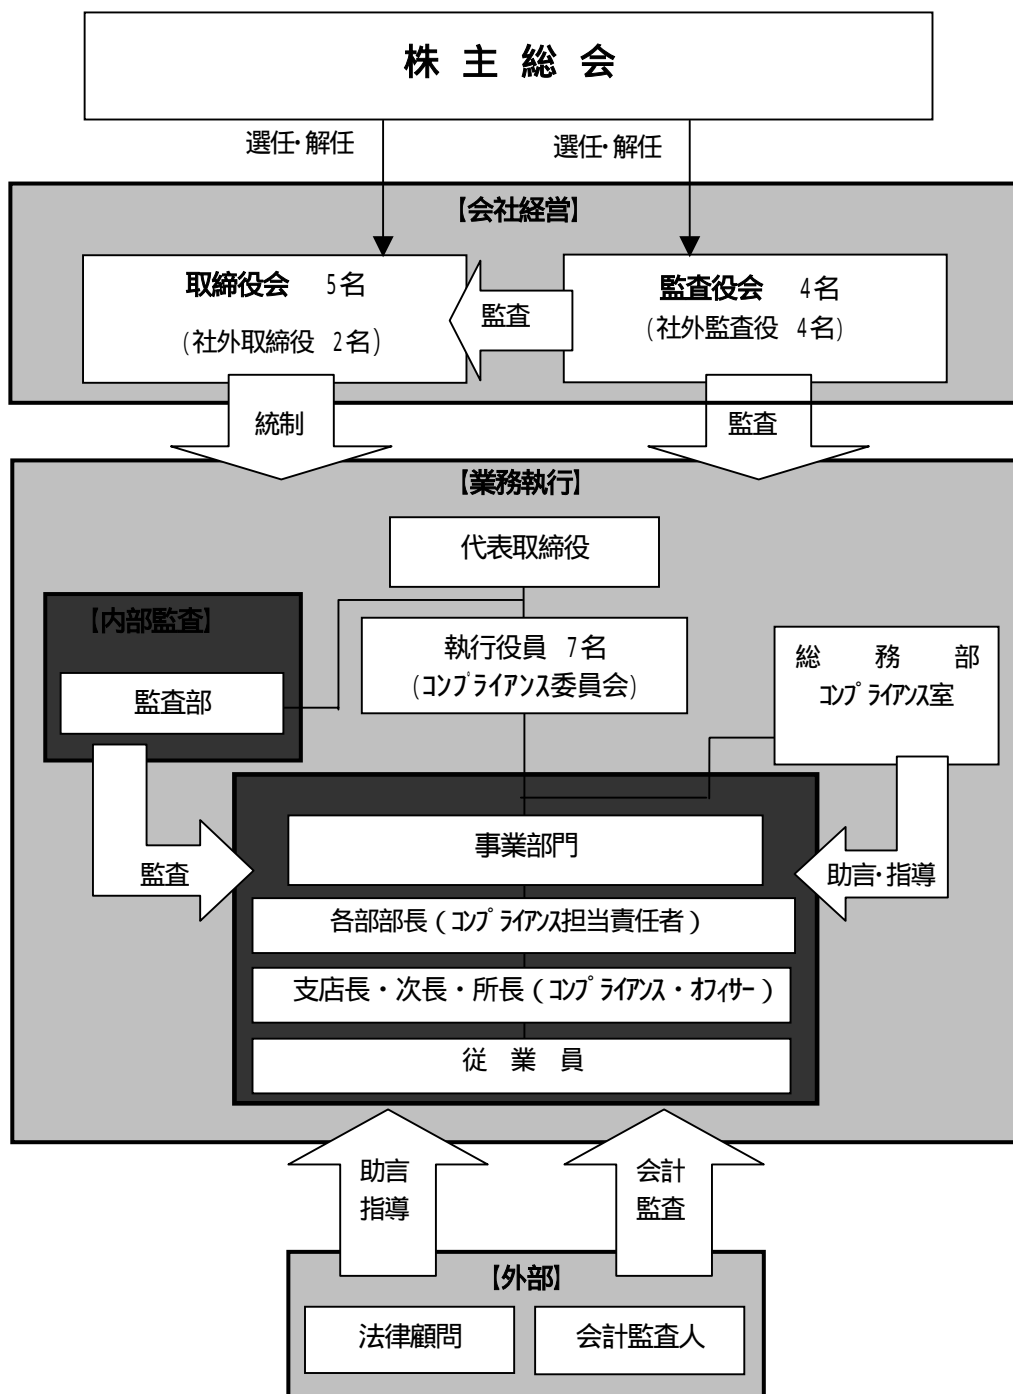 株 主 総 会
選任・解任
選任・解任
【会社経営】
取締役会 5名
(社外取締役 2名)
監査
監査役会 4名
(社外監査役 4名)
統制
監査
【業務執行】
代表取締役
【内部監査】
監査部
執行役員 7名
(コンプライアンス委員会)
総 務 部
コンプライアンス室
監査
事業部門
助言・指導
各部部長(コンプライアンス担当責任者)
支店長・次長・所長(コンプライアンス・オフィサー)
従 業 員
助言
指導
会計
監査
【外部】
法律顧問
会計監査人